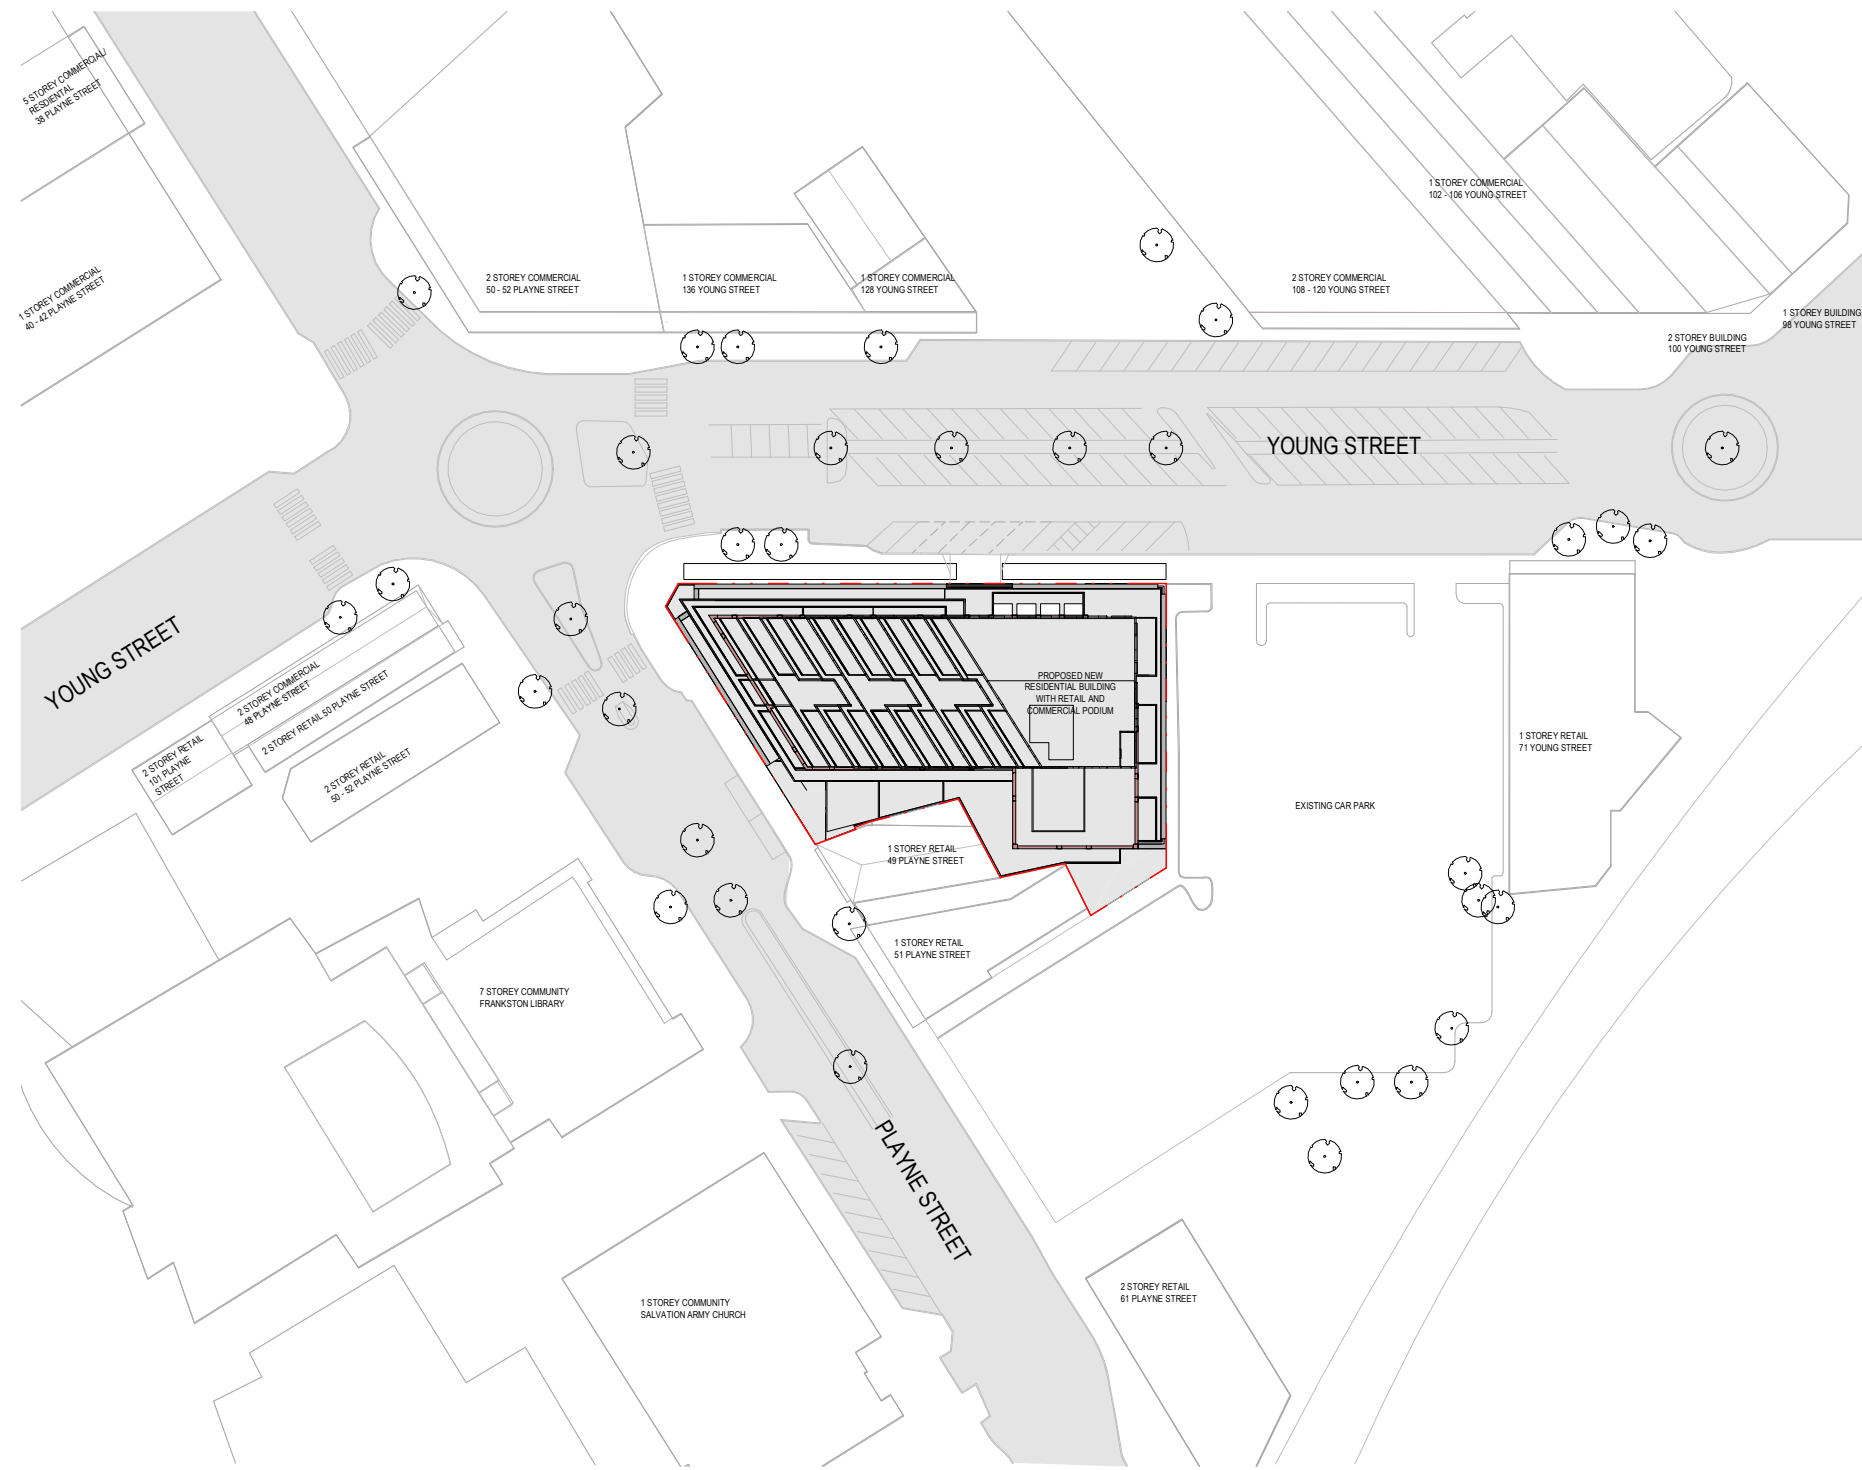 5 STOREY COMMERCIAL/
RESDIENTAL
38 PLAYNE STREET
1 STOREY COMMERCIAL
40 - 42 PLAYNE STREET
2 STOREY COMMERCIAL
50 - 52 PLAYNE STREET
1 STOREY COMMERCIAL
136 YOUNG STREET
1 STOREY COMMERCIAL
128 YOUNG STREET
2 STOREY COMMERCIAL
108 - 120 YOUNG STREET
1 STOREY COMMERCIAL
102 - 106 YOUNG STREET
2 STOREY BUILDING
100 YOUNG STREET
1 STOREY BUILDING
98 YOUNG STREET
YOUNG STREET
YOUNG STREET
2 STOREY COMMERCIAL
48 PLAYNE STREET
2 STOREY RETAIL 50 PLAYNE STREET
2 STOREY RETAIL
101 PLAYNE
STREET
2 STOREY RETAIL
50 - 52 PLAYNE STREET
PROPOSED NEW
RESIDENTIAL BUILDING
WITH RETAIL AND
COMMERCIAL PODIUM
1 STOREY RETAIL
71 YOUNG STREET
EXISTING CAR PARK
1 STOREY RETAIL
49 PLAYNE STREET
1 STOREY RETAIL
51 PLAYNE STREET
7 STOREY COMMUNITY
FRANKSTON LIBRARY
PLAYNE STREET
1 STOREY COMMUNITY
SALVATION ARMY CHURCH
2 STOREY RETAIL
61 PLAYNE STREET